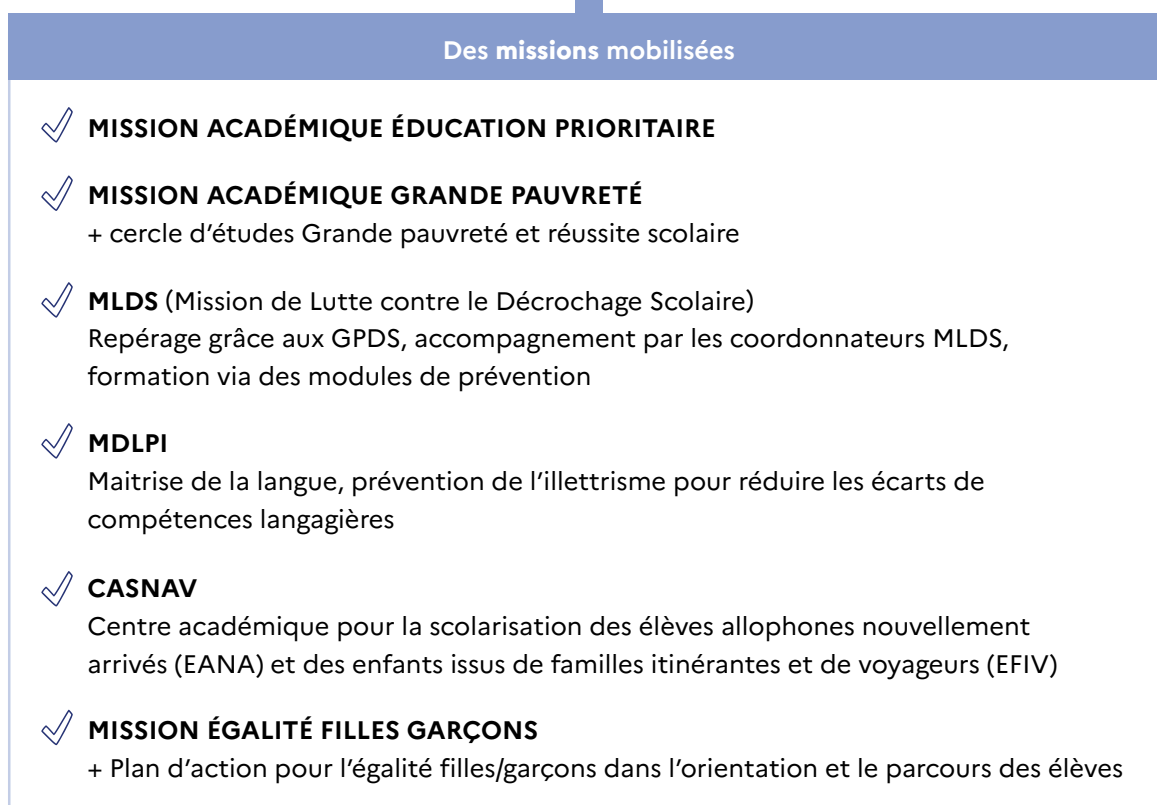 Des missions mobilisées
MISSION ACADÉMIQUE ÉDUCATION PRIORITAIRE
MISSION ACADÉMIQUE GRANDE PAUVRETÉ
+ cercle d’études Grande pauvreté et réussite scolaire
MLDS (Mission de Lutte contre le Décrochage Scolaire)
Repérage grâce aux GPDS, accompagnement par les coordonnateurs MLDS,
formation via des modules de prévention
MDLPI
Maitrise de la langue, prévention de l’illettrisme pour réduire les écarts de
compétences langagières
CASNAV
Centre académique pour la scolarisation des élèves allophones nouvellement
arrivés (EANA) et des enfants issus de familles itinérantes et de voyageurs (EFIV)
MISSION ÉGALITÉ FILLES GARÇONS
+ Plan d’action pour l’égalité filles/garçons dans l’orientation et le parcours des élèves